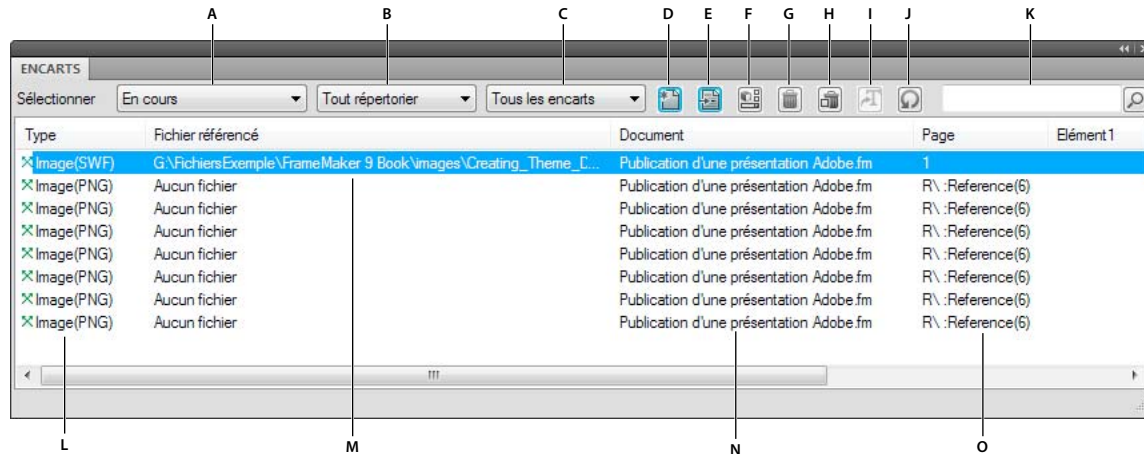 A B C D E F G H I J K
ENCARTS
Sélectionner En cours Tout répertorier Tous les encarts
Type Fichier référencé Document Page Elément1
Image(SWF) G:\FichiersExemple\FrameMaker 9 Book\images\Creating_Theme_D... Publication d'une présentation Adobe.fm 1
Image(PNG) Aucun fichier Publication d'une présentation Adobe.fm R\ :Reference(6)
Image(PNG) Aucun fichier Publication d'une présentation Adobe.fm R\ :Reference(6)
Image(PNG) Aucun fichier Publication d'une présentation Adobe.fm R\ :Reference(6)
Image(PNG) Aucun fichier Publication d'une présentation Adobe.fm R\ :Reference(6)
Image(PNG) Aucun fichier Publication d'une présentation Adobe.fm R\ :Reference(6)
Image(PNG) Aucun fichier Publication d'une présentation Adobe.fm R\ :Reference(6)
Image(PNG) Aucun fichier Publication d'une présentation Adobe.fm R\ :Reference(6)
L M N O